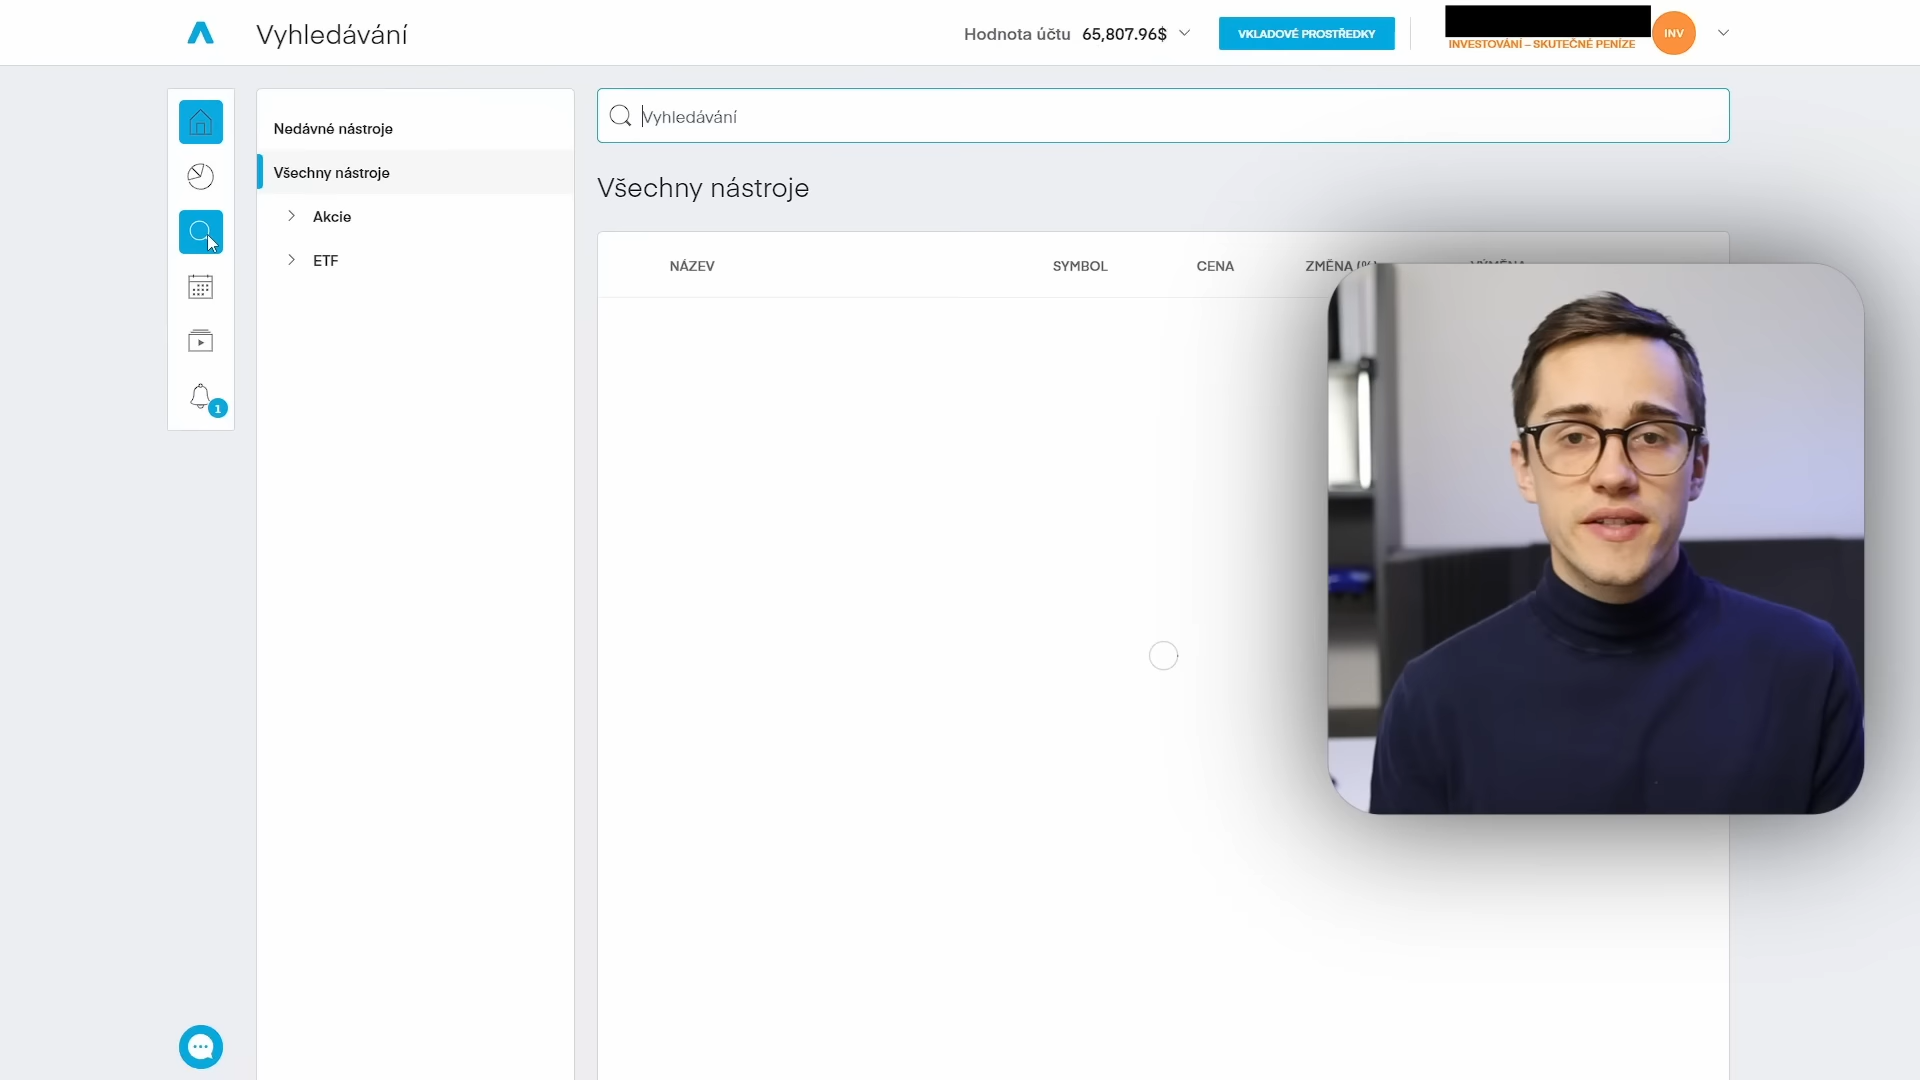 Vyhledávání
Hodnota účtu 65,807.96$
VKLADOVÉ PROSTŘEDKY
INVESTOVÁNÍ – SKUTEČNÉ PENÍZE
INV
Nedávné nástroje
Všechny nástroje
Akcie
ETF
1
Vyhledávání
Všechny nástroje
NÁZEV
SYMBOL
CENA
ZMĚNA (%)
VÝMĚNA